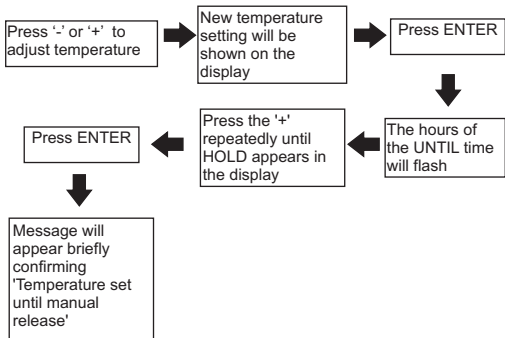 Press ‘-’ or ‘+’ to
adjust temperature
New temperature
setting will be
shown on the
display
Press ENTER
The hours of
the UNTIL time
will flash
Press the '+'
repeatedly until
HOLD appears in
the display
Press ENTER
Message will
appear briefly
confirming
'Temperature set
until manual
release'